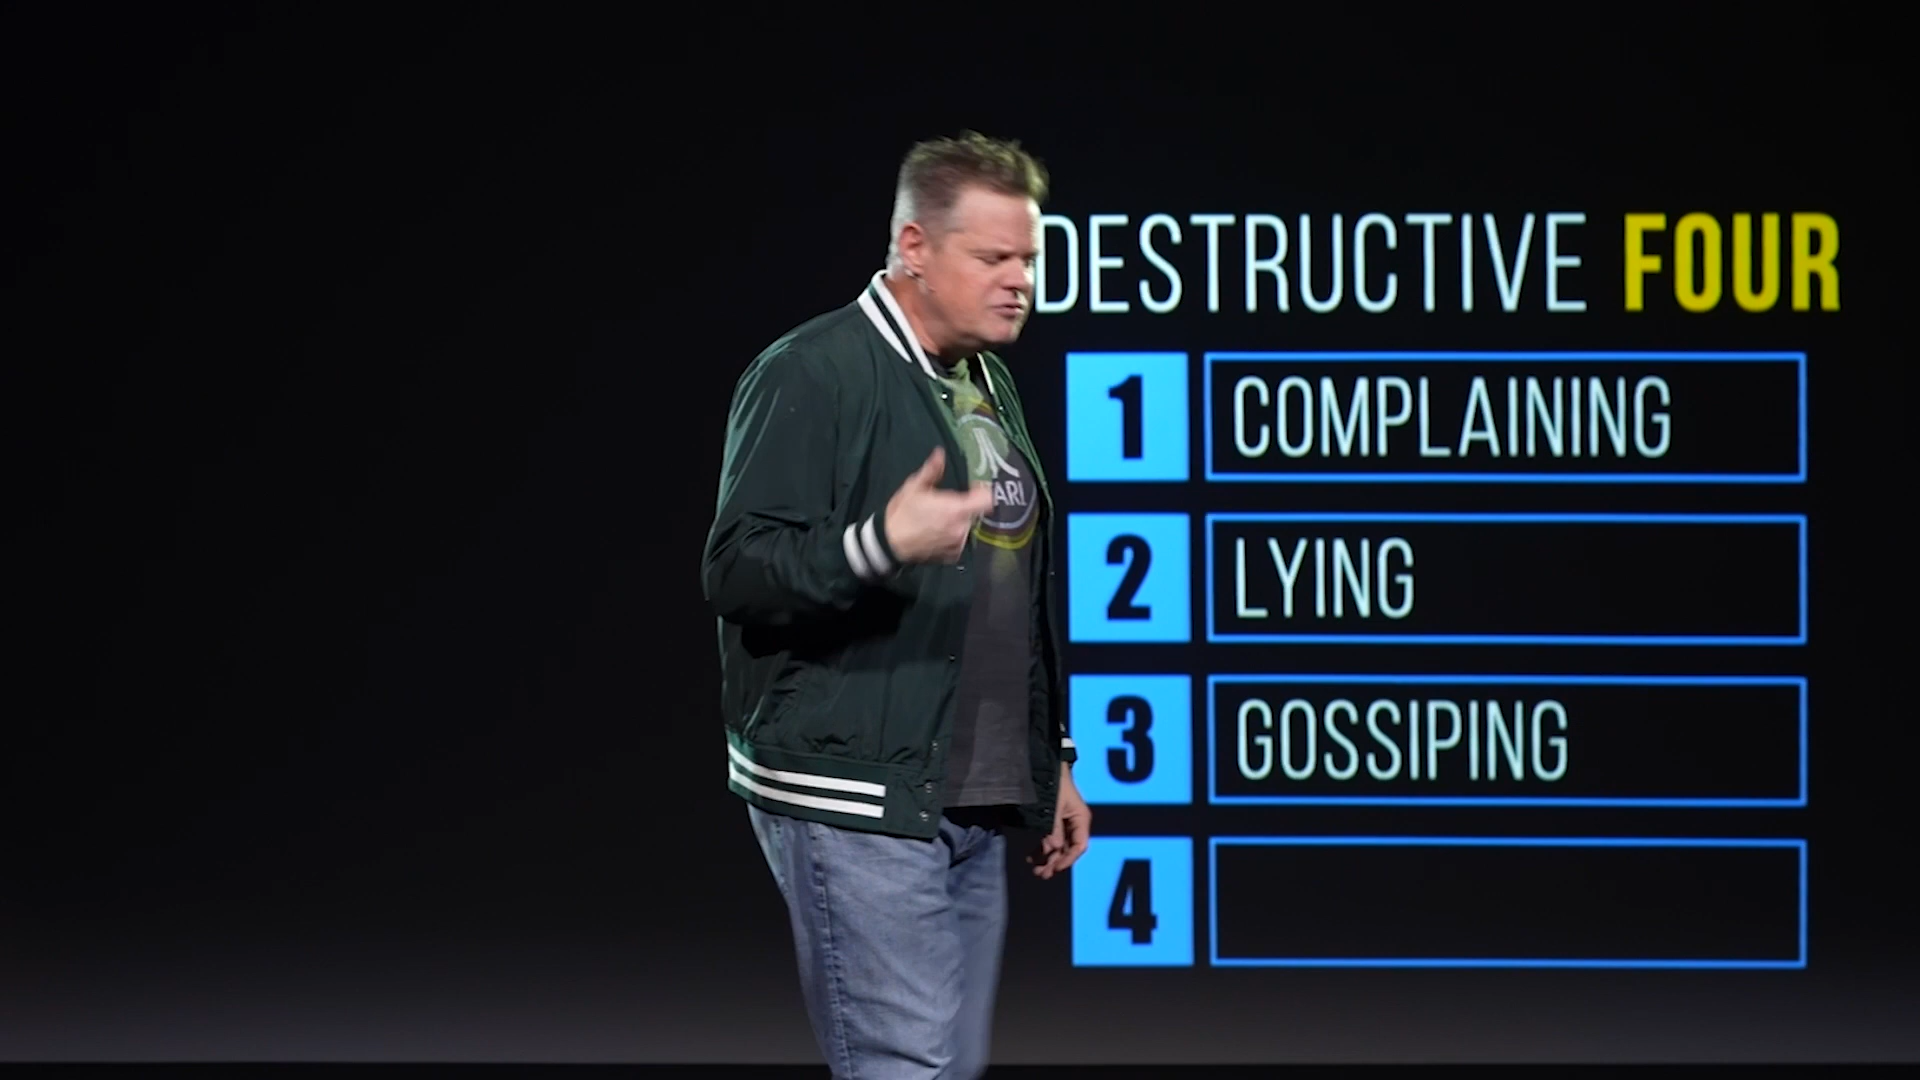 DESTRUCTIVE FOUR
1 COMPLAINING
2 LYING
3 GOSSIPING
4